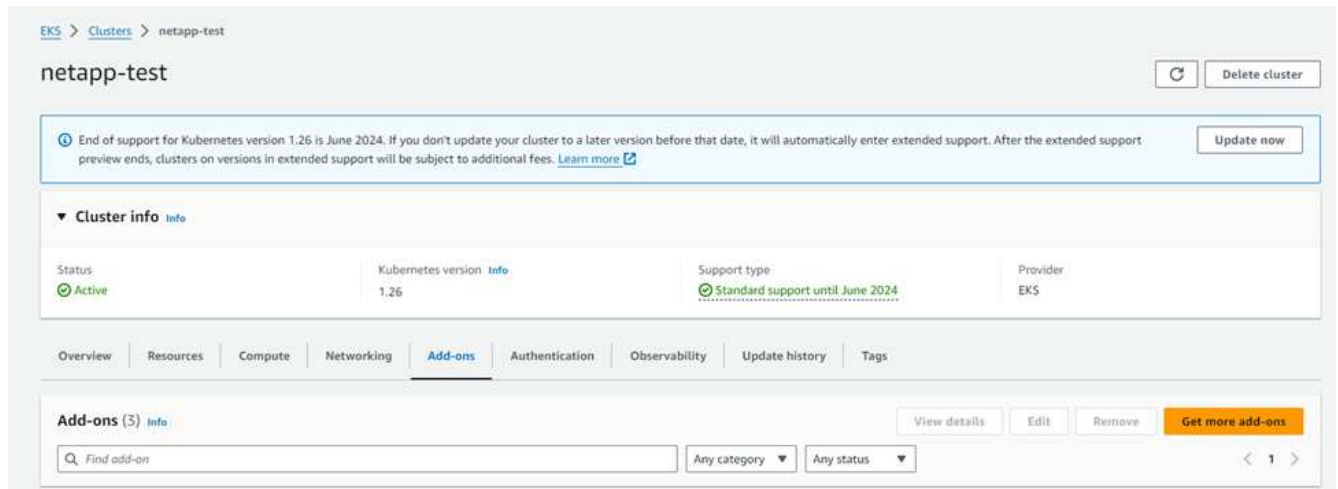 EKS > Clusters > netapp-test
netapp-test
Delete cluster
End of support for Kubernetes version 1.26 is June 2024. If you don't update your cluster to a later version before that date, it will automatically enter extended support. After the extended support
preview ends, clusters on versions in extended support will be subject to additional fees. Learn more
Update now
Cluster info Info
Status
Kubernetes version Info
Support type
Provider
Active
1.26
Standard support until June 2024
EKS
Overview
Resources
Compute
Networking
Add-ons
Authentication
Observability
Update history
Tags
Add-ons (3) Info
View details
Edit
Remove
Get more add-ons
Find add-on
Any category
Any status
< 1 >